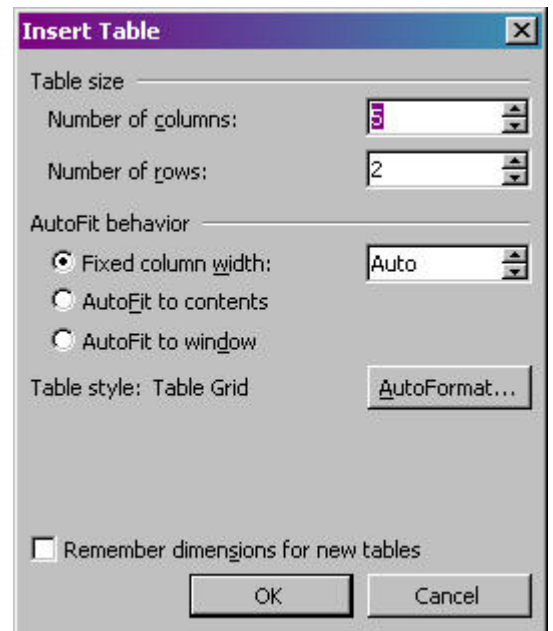 Insert Table
Table size
Number of columns: 5
Number of rows: 2
AutoFit behavior
Fixed column width: Auto
AutoFit to contents
AutoFit to window
Table style: Table Grid AutoFormat...
Remember dimensions for new tables
OK Cancel